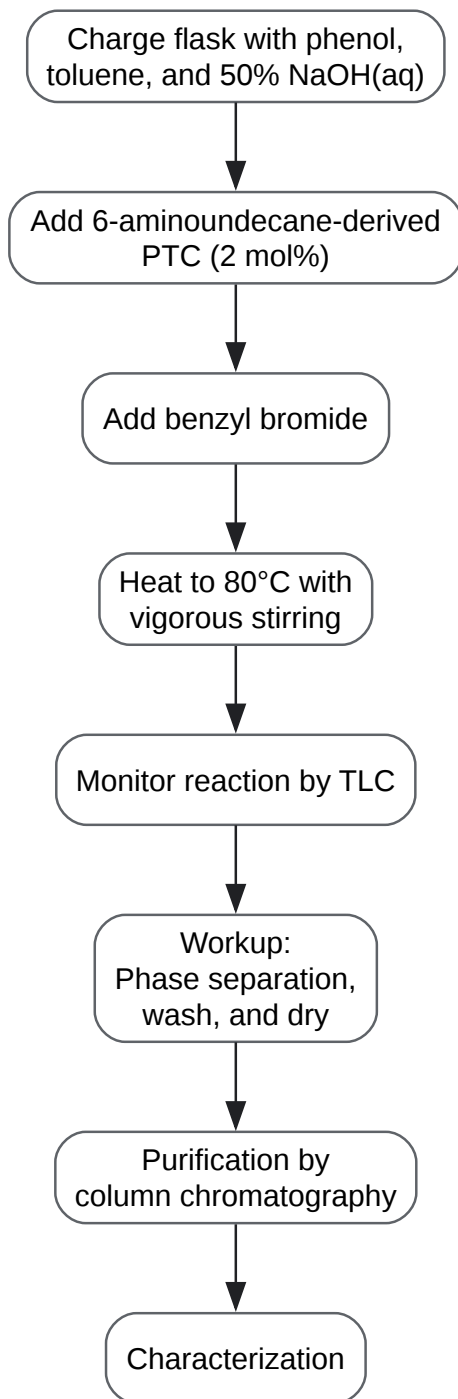 Charge flask with phenol,
toluene, and 50% NaOH(aq)
Add 6-aminoundecane-derived
PTC (2 mol%)
Add benzyl bromide
Heat to 80°C with
vigorous stirring
Monitor reaction by TLC
Workup:
Phase separation,
wash, and dry
Purification by
column chromatography
Characterization